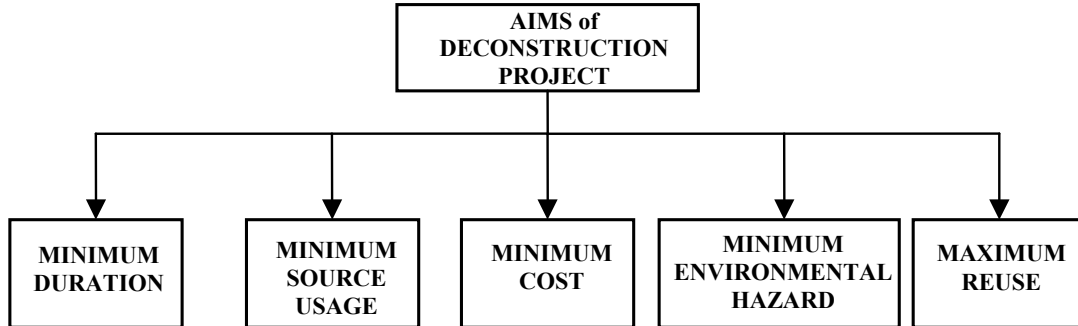 AIMS of
DECONSTRUCTION
PROJECT
MINIMUM
DURATION
MINIMUM
SOURCE
USAGE
MINIMUM
COST
MINIMUM
ENVIRONMENTAL
HAZARD
MAXIMUM
REUSE